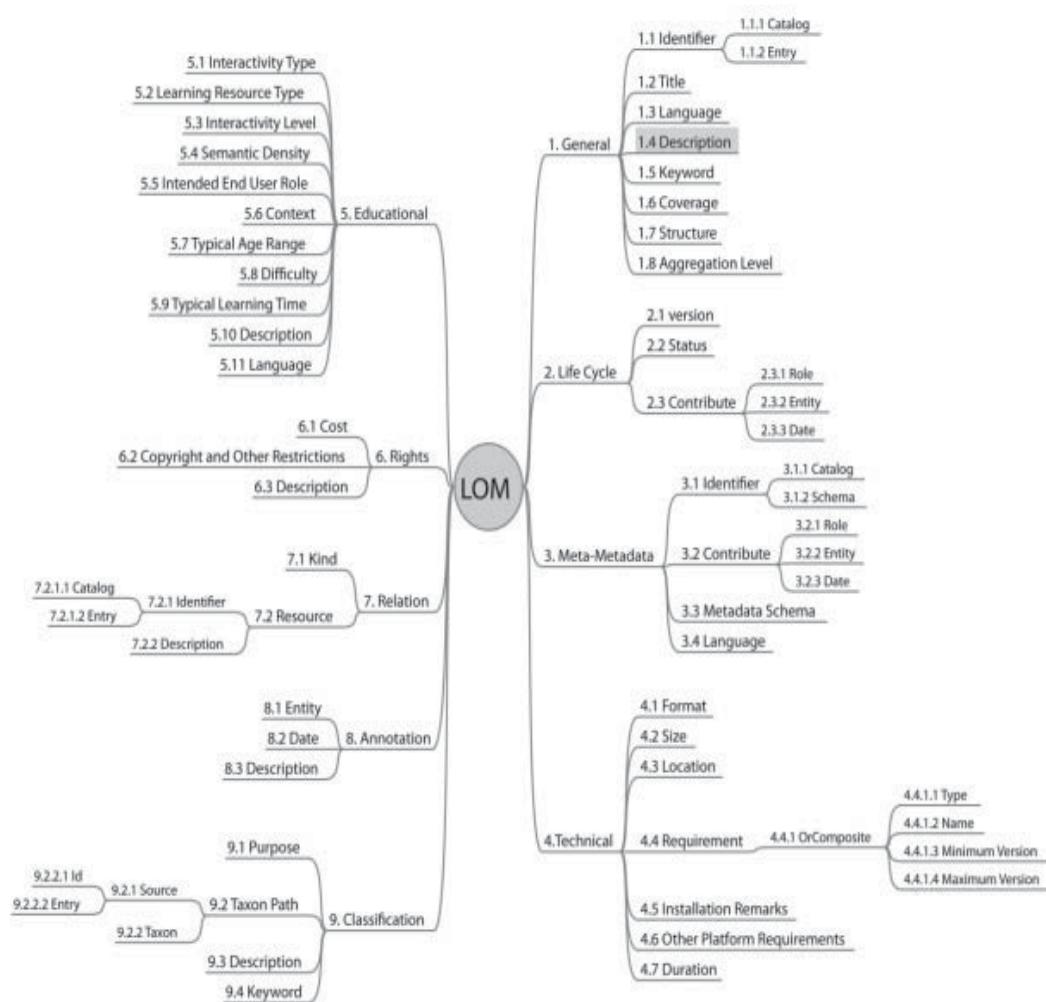 LOM
1. General
1.1 Identifier
1.1.1 Catalog
1.1.2 Entry
1.2 Title
1.3 Language
1.4 Description
1.5 Keyword
1.6 Coverage
1.7 Structure
1.8 Aggregation Level
2. Life Cycle
2.1 version
2.2 Status
2.3 Contribute
2.3.1 Role
2.3.2 Entity
2.3.3 Date
3. Meta-Metadata
3.1 Identifier
3.1.1 Catalog
3.1.2 Schema
3.2 Contribute
3.2.1 Role
3.2.2 Entity
3.2.3 Date
3.3 Metadata Schema
3.4 Language
4.Technical
4.1 Format
4.2 Size
4.3 Location
4.4 Requirement
4.4.1 OrComposite
4.4.1.1 Type
4.4.1.2 Name
4.4.1.3 Minimum Version
4.4.1.4 Maximum Version
4.5 Installation Remarks
4.6 Other Platform Requirements
4.7 Duration
5. Educational
5.1 Interactivity Type
5.2 Learning Resource Type
5.3 Interactivity Level
5.4 Semantic Density
5.5 Intended End User Role
5.6 Context
5.7 Typical Age Range
5.8 Difficulty
5.9 Typical Learning Time
5.10 Description
5.11 Language
6. Rights
6.1 Cost
6.2 Copyright and Other Restrictions
6.3 Description
7. Relation
7.1 Kind
7.2 Resource
7.2.1 Identifier
7.2.1.1 Catalog
7.2.1.2 Entry
7.2.2 Description
8. Annotation
8.1 Entity
8.2 Date
8.3 Description
9. Classification
9.1 Purpose
9.2 Taxon Path
9.2.1 Source
9.2.2.1 Id
9.2.2.2 Entry
9.2.2 Taxon
9.3 Description
9.4 Keyword